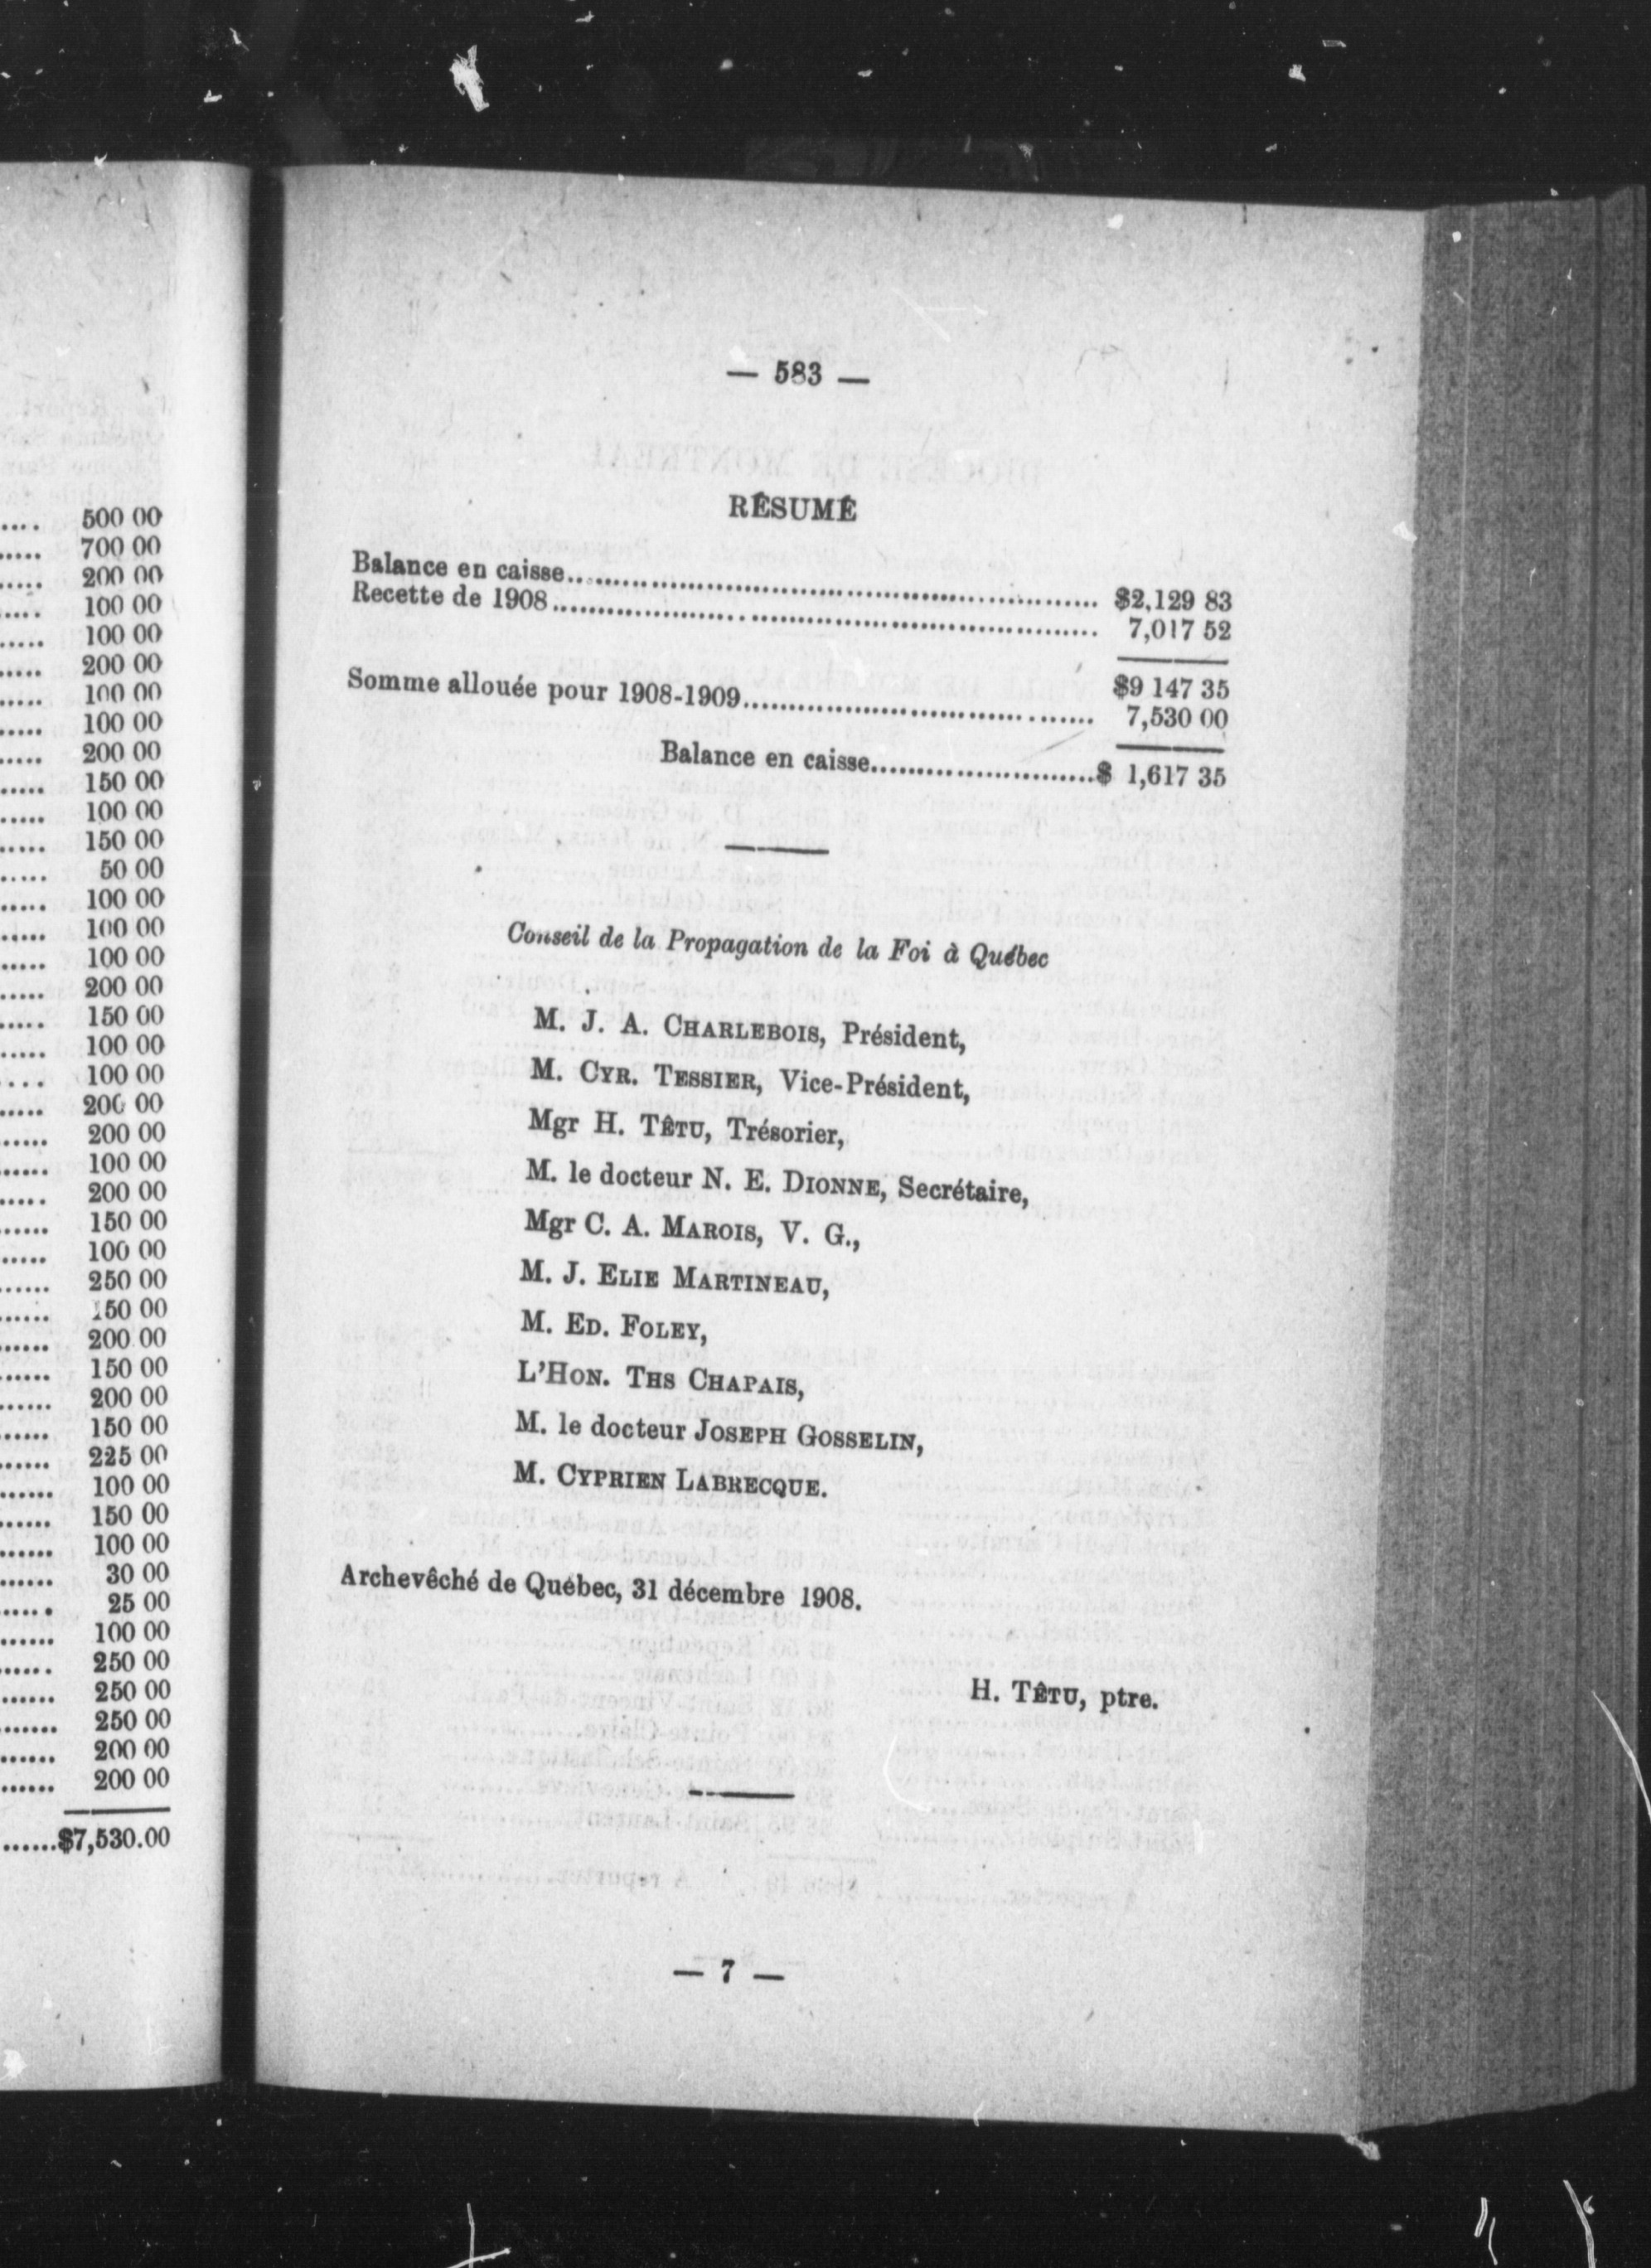 500 00
700 00
200 00
100 00
100 00
200 00
100 00
100 00
200 00
150 00
100 00
150 00
50 00
100 00
100 00
100 00
200 00
150 00
100 00
100 00
200 00
200 00
100 00
200 00
150 00
100 00
250 00
150 00
200 00
150 00
200 00
150 00
225 00
100 00
150 00
100 00
30 00
25 00
100 00
250 00
250 00
250 00
200 00
200 00
......$7,530.00
— 583 —
RÉSUMÉ
Balance en caisse.................... $2,129 83
Recette de 1908.................... 7,017 52
$9 147 35
Somme allouée pour 1908-1909.................... 7,530 00
Balance en caisse....................$ 1,617 35
Conseil de la Propagation de la Foi à Québec
M. J. A. CHARLEBOIS, Président,
M. CYR. TESSIER, Vice-Président,
Mgr H. TÊTU, Trésorier,
M. le docteur N. E. DIONNE, Secrétaire,
Mgr C. A. MAROIS, V. G.,
M. J. ELIE MARTINEAU,
M. ED. FOLEY,
L'HON. THS CHAPAIS,
M. le docteur JOSEPH GOSSELIN,
M. CYPRIEN LABRECQUE.
Archevêché de Québec, 31 décembre 1908.
H. TÊTU, ptre.
— 7 —